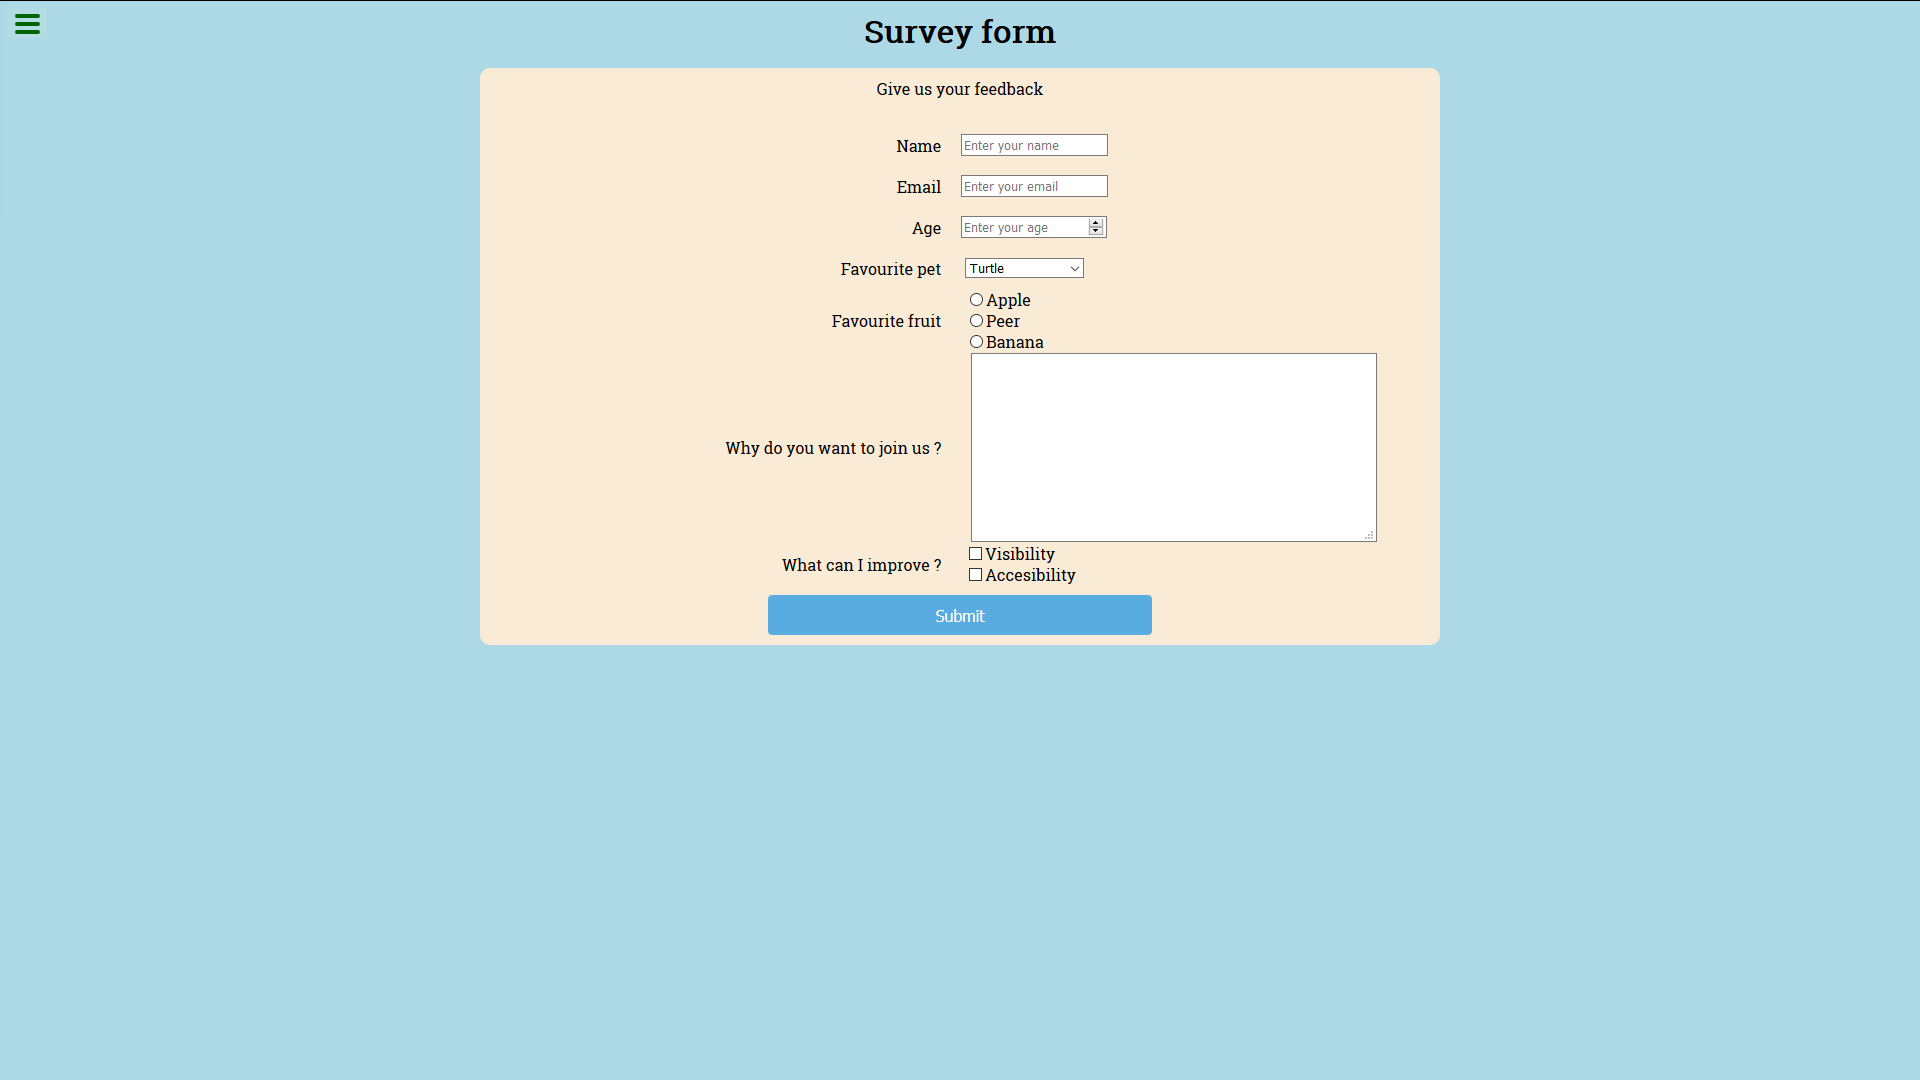 Survey form
Give us your feedback
Name Enter your name
Email Enter your email
Age Enter your age
Favourite pet Turtle
Apple
Favourite fruit Peer
Banana
Why do you want to join us ?
Visibility
What can I improve ?
Accesibility
Submit